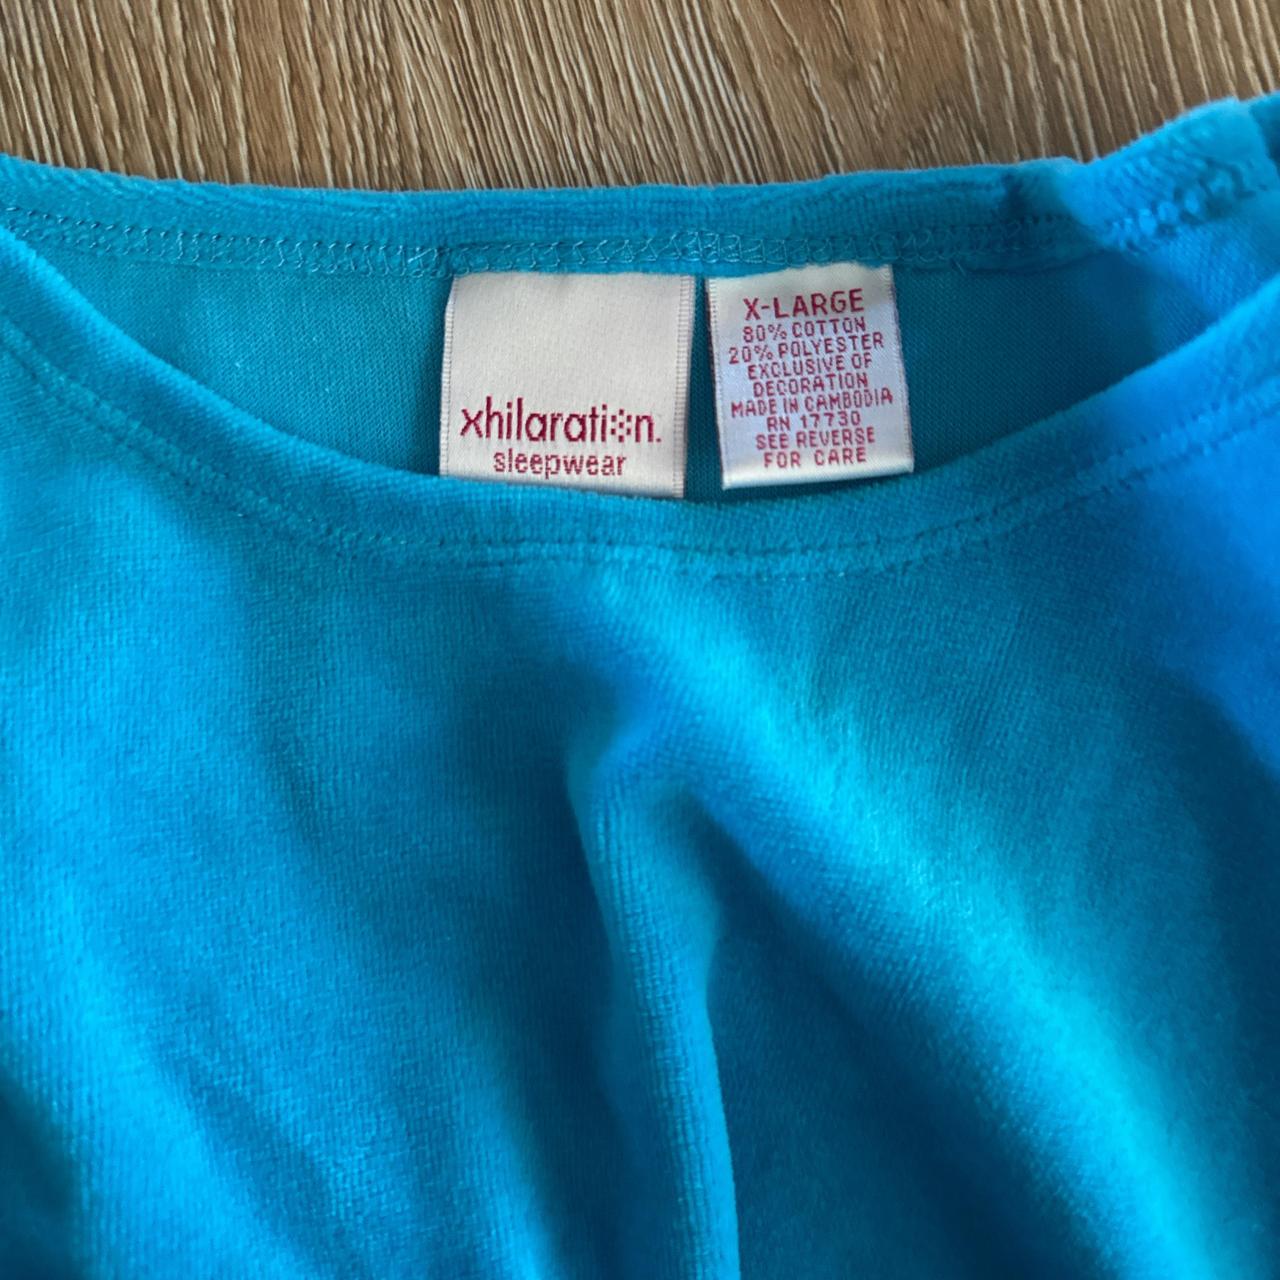 xhilaration.
sleepwear
X-LARGE
80% COTTON
20% POLYESTER
EXCLUSIVE OF
DECORATION
MADE IN CAMBODIA
RN 17730
SEE REVERSE
FOR CARE